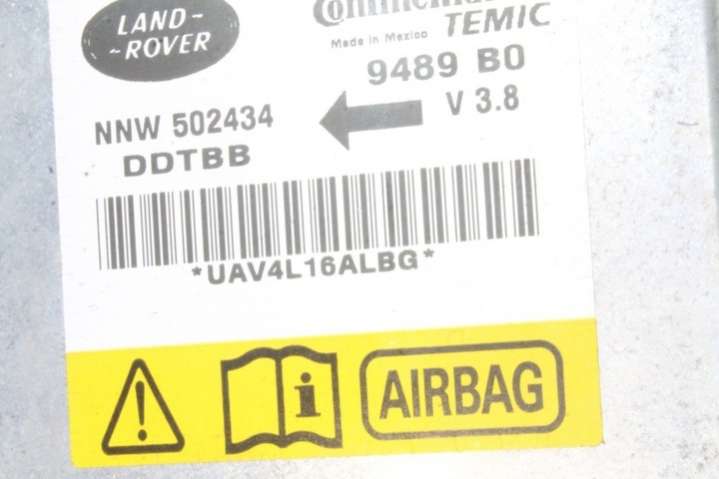 LAND-
-ROVER
TEMIC
Made in Mexico
9489 B0
NNW 502434
V 3.8
DDTBB
*UAV4L16ALBG*
i
AIRBAG